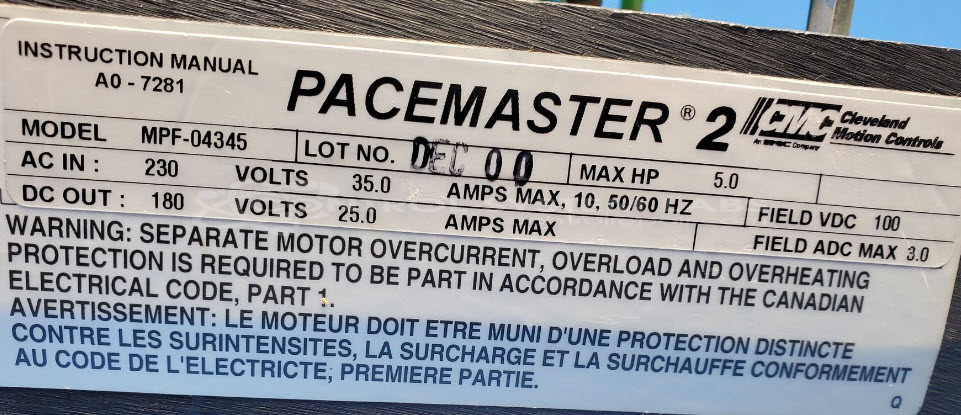 INSTRUCTION MANUAL
A0 - 7281
PACEMASTER ® 2
CMC Cleveland
Motion Controls
MODEL MPF-04345
LOT NO. DEC 00
MAX HP 5.0
AC IN : 230 VOLTS 35.0 AMPS MAX, 10, 50/60 HZ
FIELD VDC 100
DC OUT : 180 VOLTS 25.0 AMPS MAX
FIELD ADC MAX 3.0
WARNING: SEPARATE MOTOR OVERCURRENT, OVERLOAD AND OVERHEATING
PROTECTION IS REQUIRED TO BE PART IN ACCORDANCE WITH THE CANADIAN
ELECTRICAL CODE, PART 1.
AVERTISSEMENT: LE MOTEUR DOIT ETRE MUNI D'UNE PROTECTION DISTINCTE
CONTRE LES SURINTENSITES, LA SURCHARGE ET LA SURCHAUFFE CONFORMEMENT
AU CODE DE L'ELECTRICTE, PREMIERE PARTIE.
Q